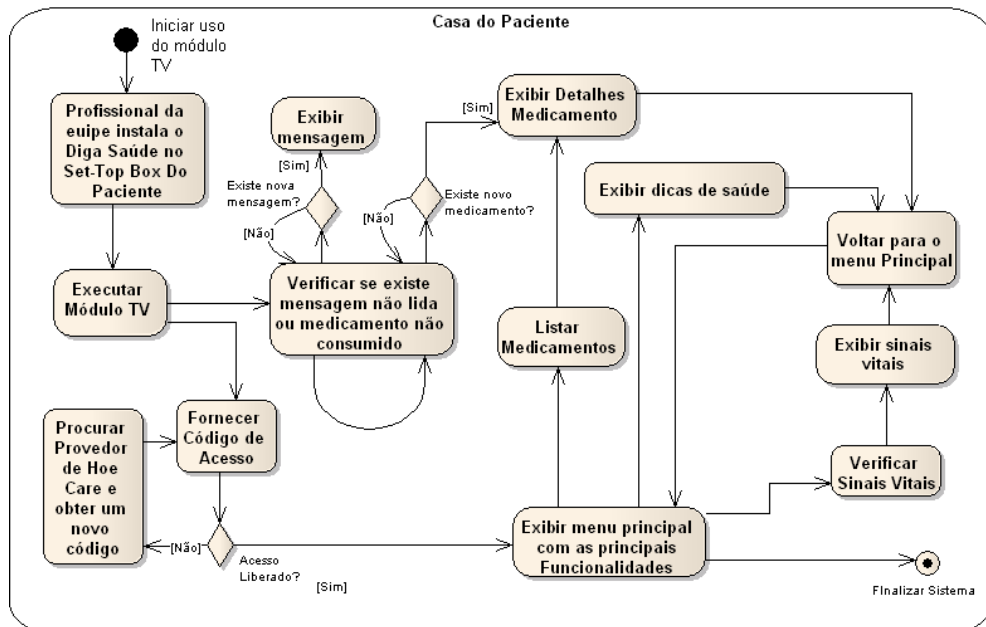 Casa do Paciente
Iniciar uso
do módulo
TV
Profissional da
euipe instala o
Diga Saúde no
Set-Top Box Do
Paciente
Exibir
mensagem
[Sim]
Existe nova
mensagem?
[Não]
[Sim]
Existe novo
medicamento?
[Não]
Exibir Detalhes
Medicamento
Exibir dicas de saúde
Voltar para o
menu Principal
Executar
Módulo TV
Verificar se existe
mensagem não lida
ou medicamento não
consumido
Listar
Medicamentos
Exibir sinais
vitais
Procurar
Provedor
de Hoe
Care e
obter um
novo
código
Fornecer
Código de
Acesso
Verificar
Sinais Vitais
[Não]
Acesso
Liberado?
[Sim]
Exibir menu principal
com as principais
Funcionalidades
FInalizar Sistema